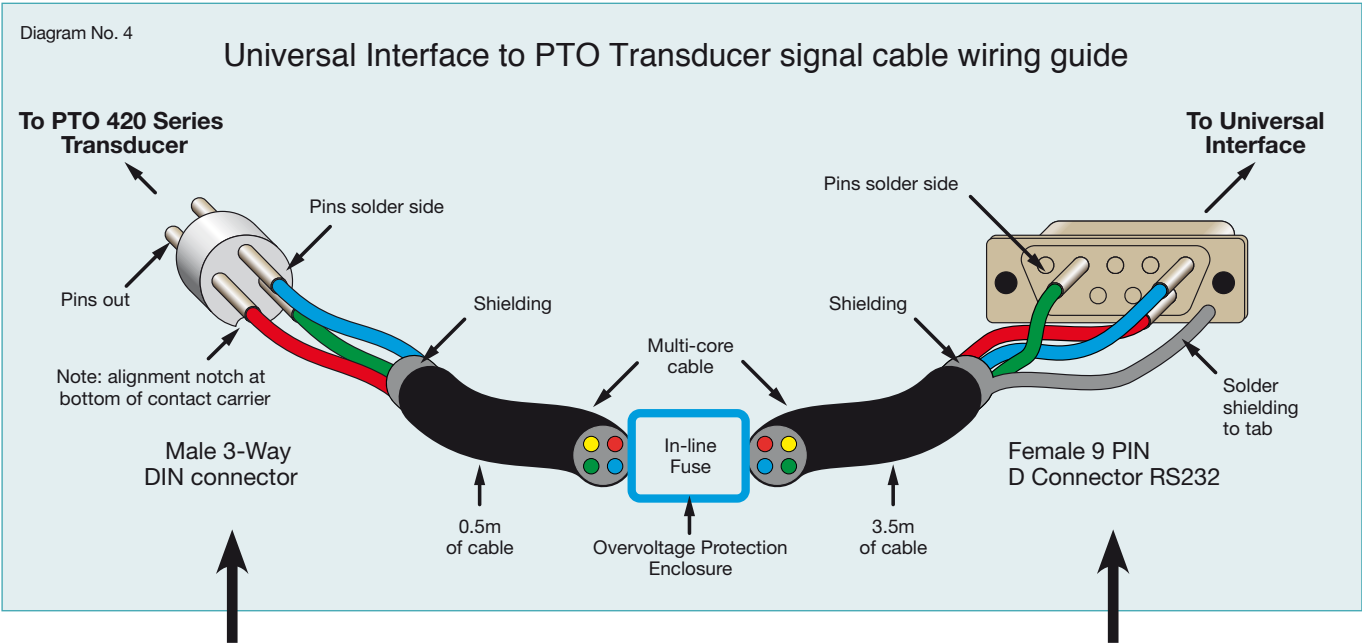 Diagram No. 4
Universal Interface to PTO Transducer signal cable wiring guide
To PTO 420 Series
Transducer
To Universal
Interface
Pins solder side
Pins solder side
Pins out
Shielding
Shielding
Note: alignment notch at
bottom of contact carrier
Multi-core
cable
Solder
shielding
to tab
Male 3-Way
DIN connector
In-line
Fuse
Female 9 PIN
D Connector RS232
0.5m
of cable
Overvoltage Protection
Enclosure
3.5m
of cable